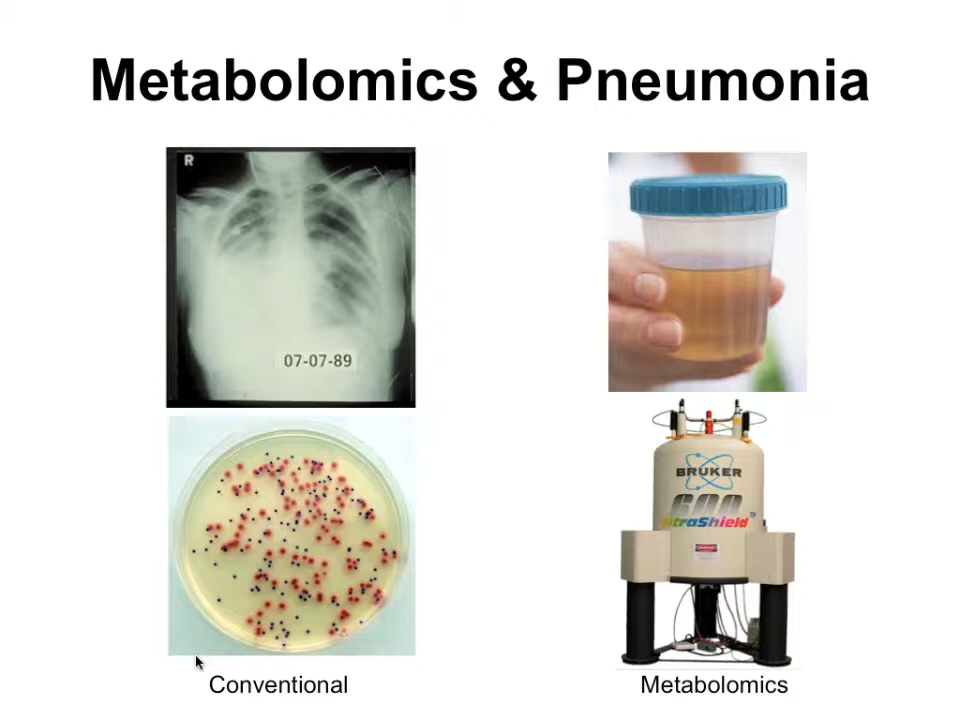 Metabolomics & Pneumonia
R
07-07-89
BRUKER
600
UltraShield
Conventional
Metabolomics